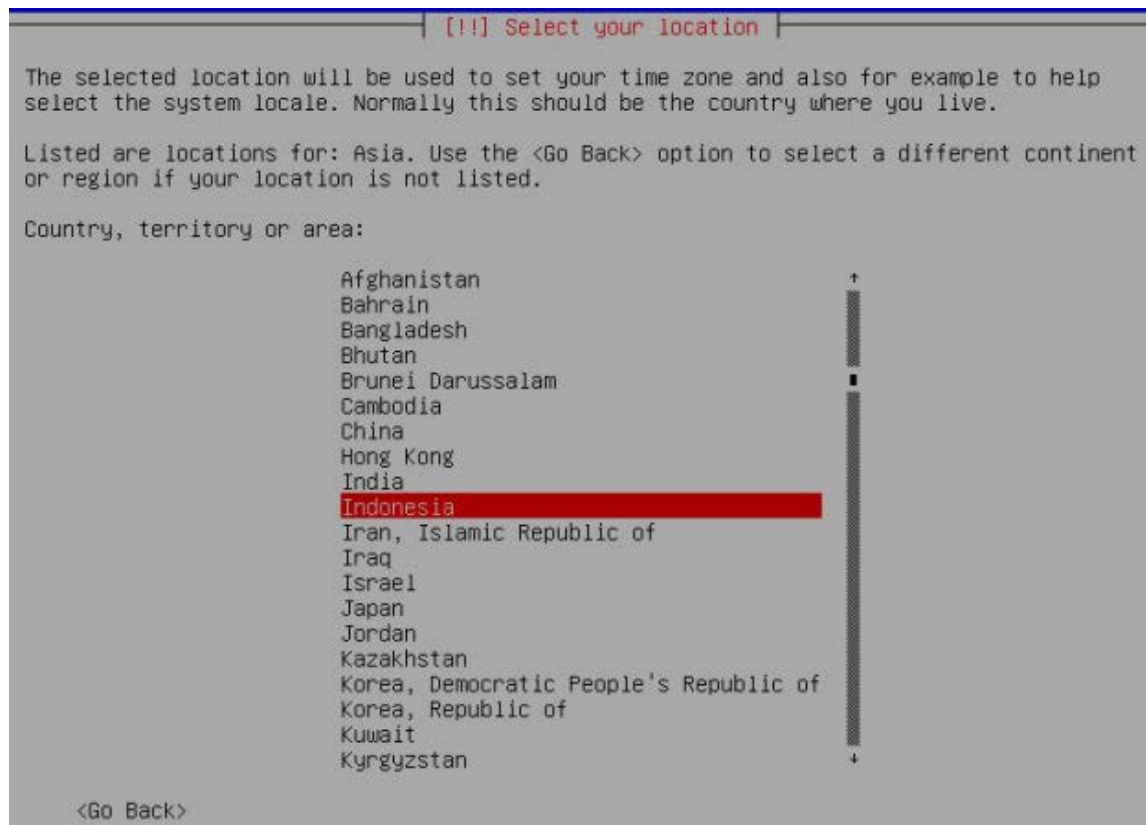 [!!] Select your location
The selected location will be used to set your time zone and also for example to help
select the system locale. Normally this should be the country where you live.
Listed are locations for: Asia. Use the <Go Back> option to select a different continent
or region if your location is not listed.
Country, territory or area:
Afghanistan
Bahrain
Bangladesh
Bhutan
Brunei Darussalam
Cambodia
China
Hong Kong
India
Indonesia
Iran, Islamic Republic of
Iraq
Israel
Japan
Jordan
Kazakhstan
Korea, Democratic People's Republic of
Korea, Republic of
Kuwait
Kyrgyzstan
<Go Back>